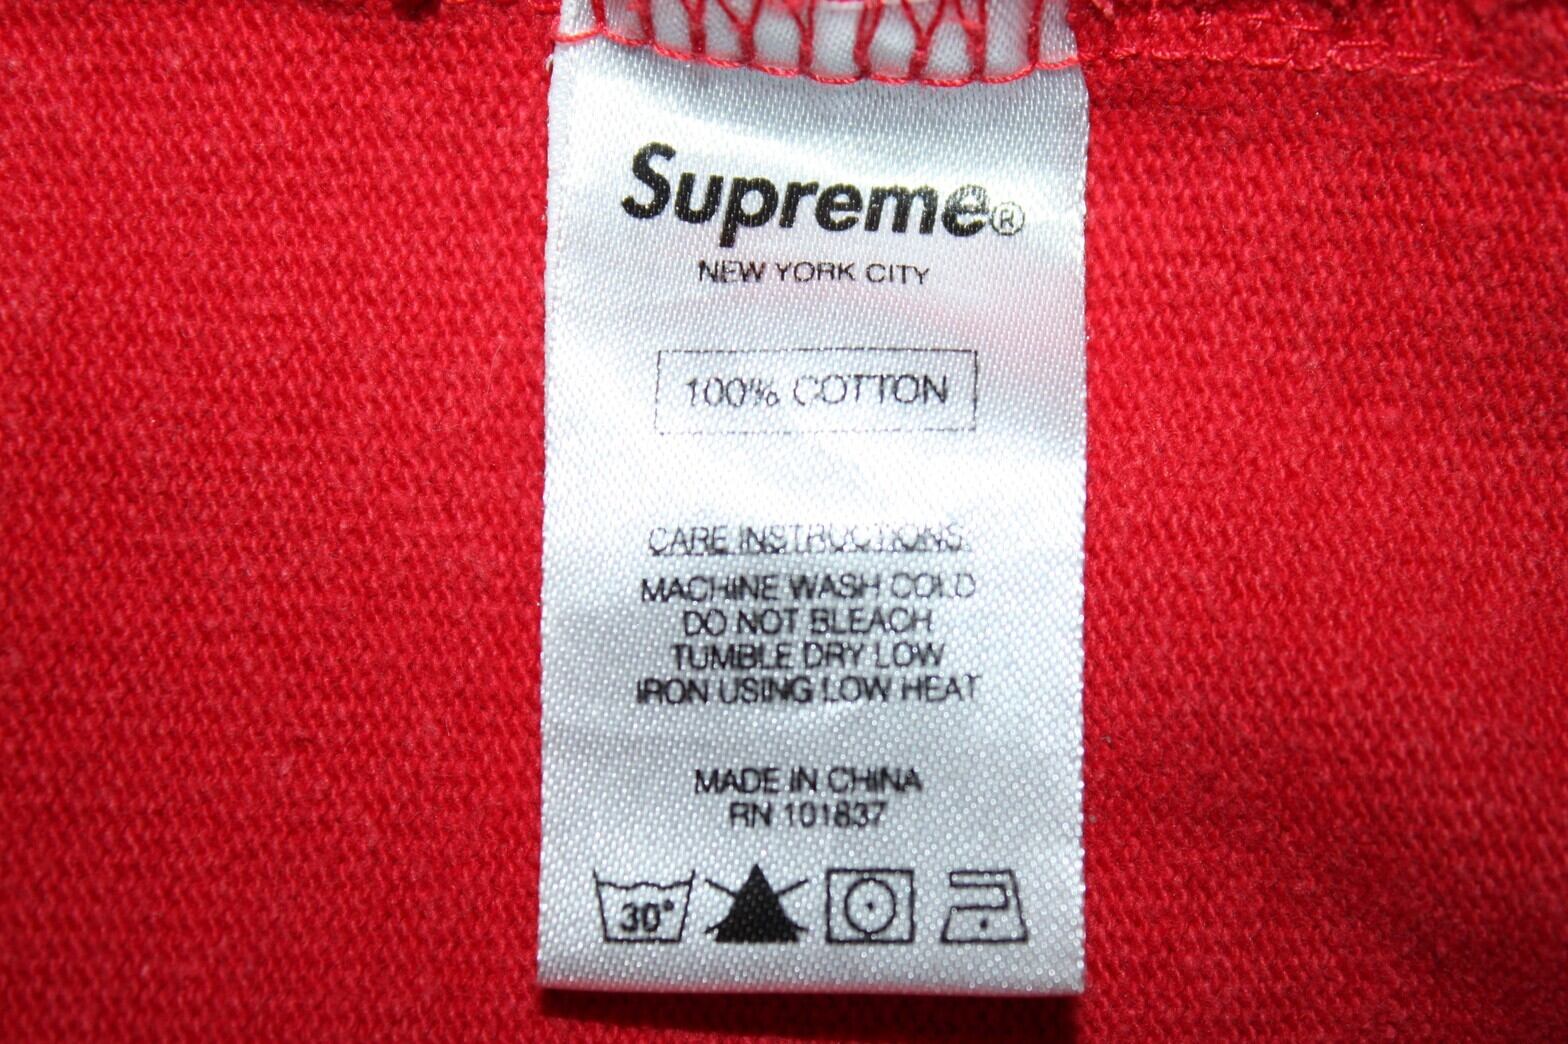 Supreme®
NEW YORK CITY
100% COTTON
CARE INSTRUCTIONS:
MACHINE WASH COLD
DO NOT BLEACH
TUMBLE DRY LOW
IRON USING LOW HEAT
MADE IN CHINA
RN 101837
30°